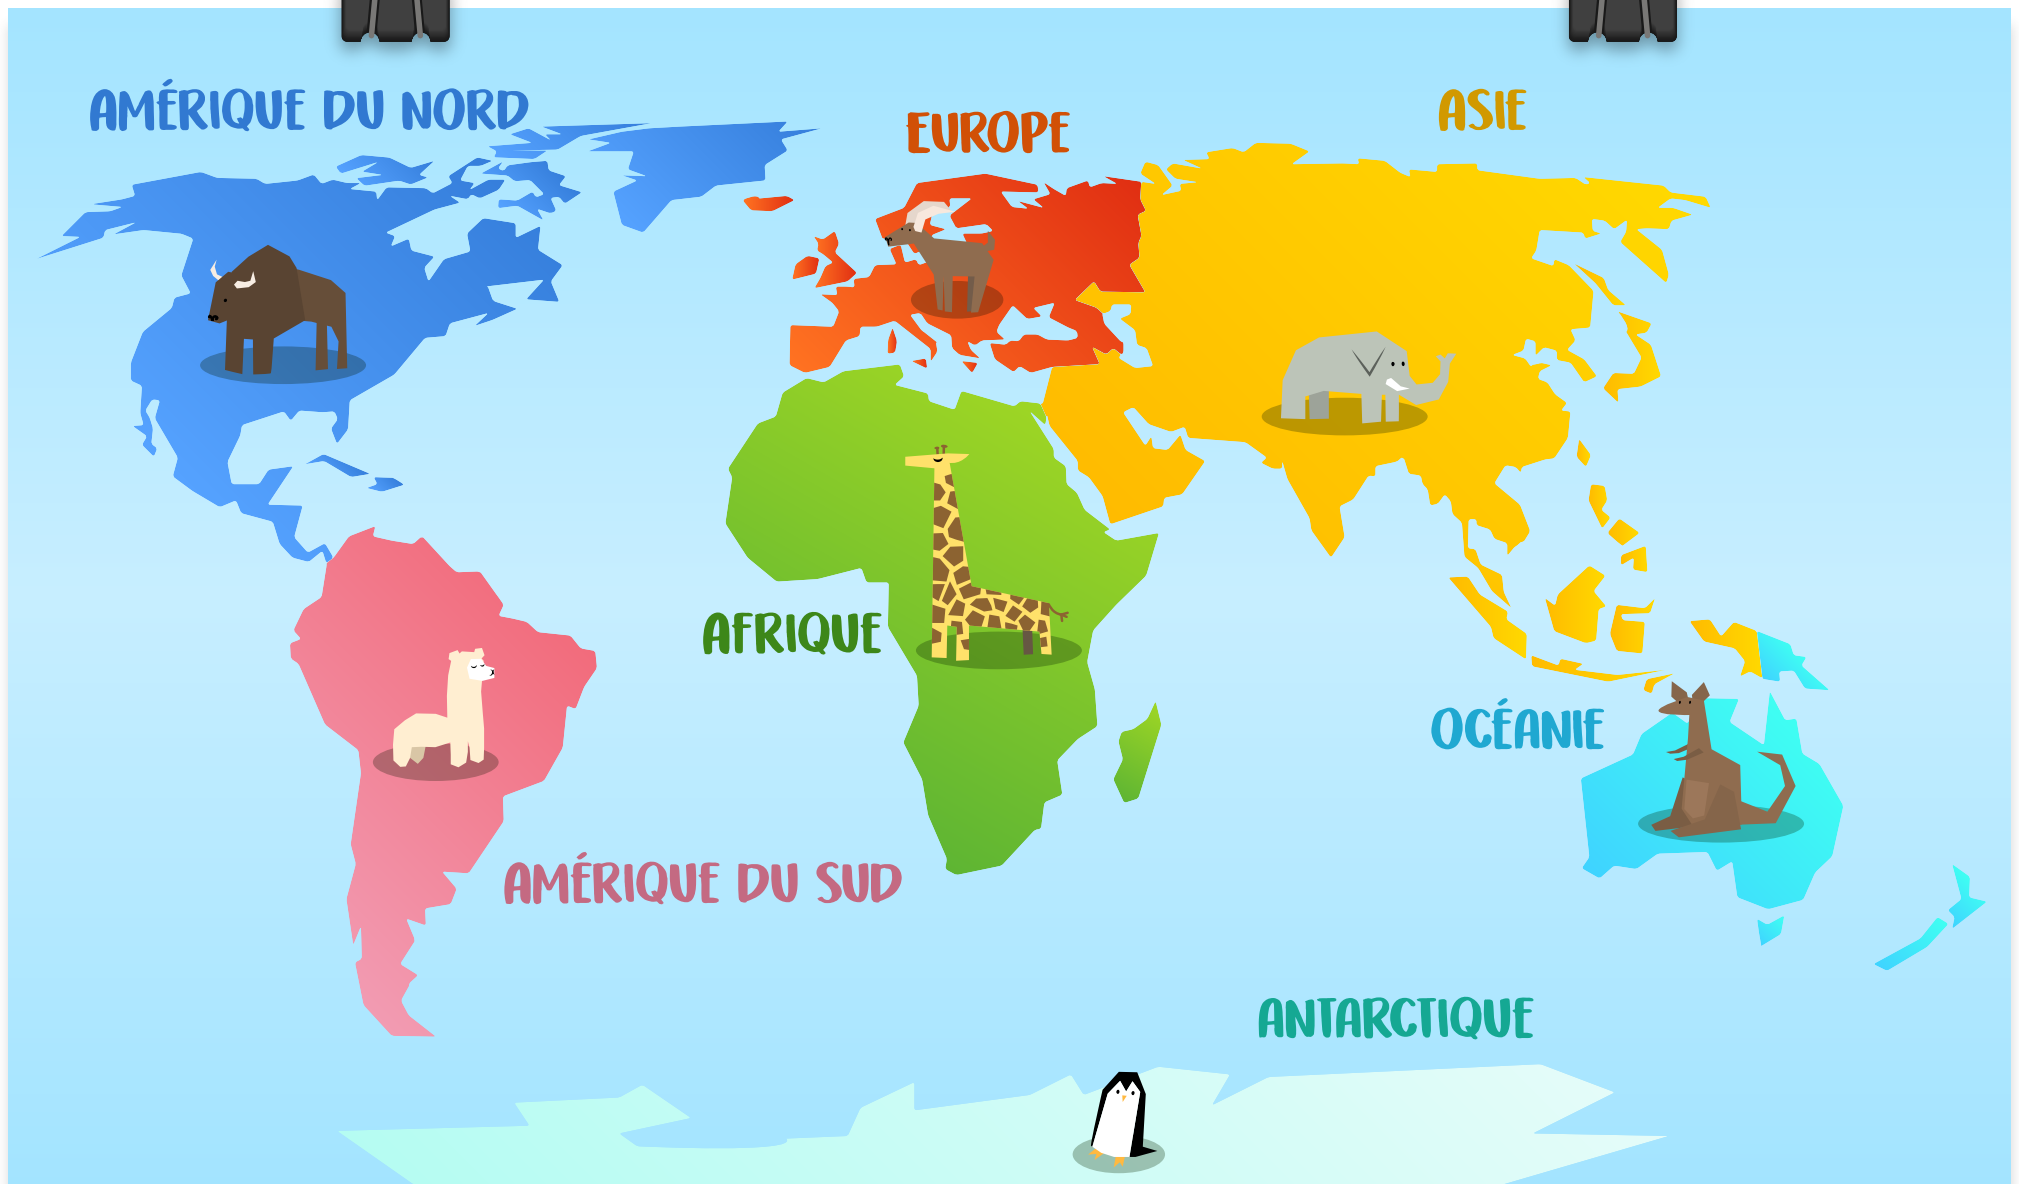 AMÉRIQUE DU NORD
EUROPE
ASIE
AFRIQUE
OCÉANIE
AMÉRIQUE DU SUD
ANTARCTIQUE